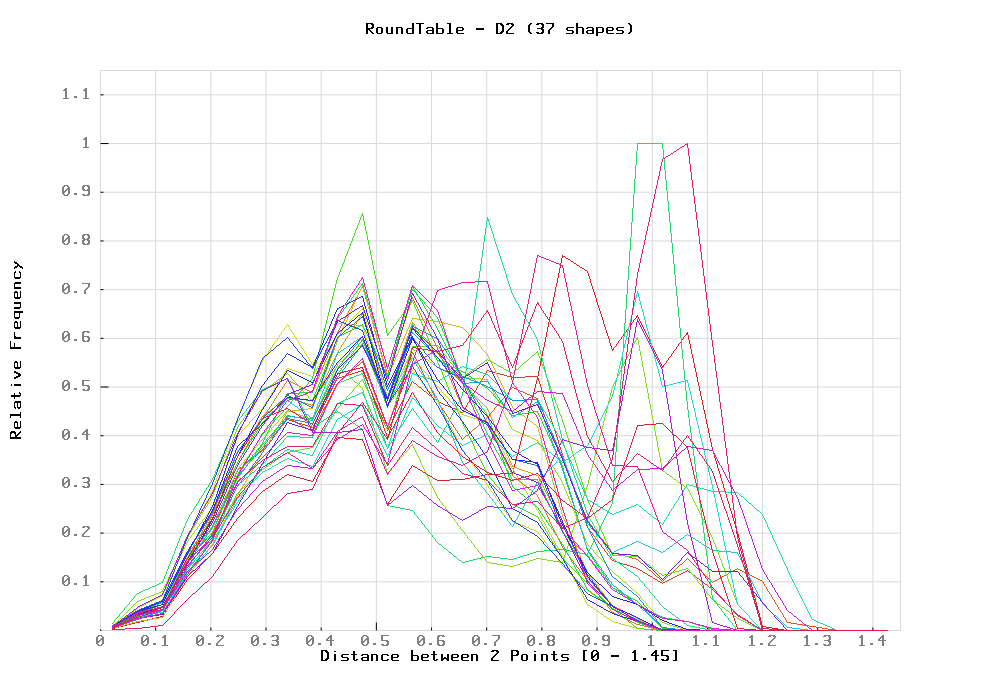 RoundTable - D2 (37 shapes)
1.1
1
0.9
0.8
0.7
0.6
0.5
0.4
0.3
0.2
0.1
Relative Frequency
0 0.1 0.2 0.3 0.4 0.5 0.6 0.7 0.8 0.9 1 1.1 1.2 1.3 1.4
Distance between 2 Points [0 - 1.45]